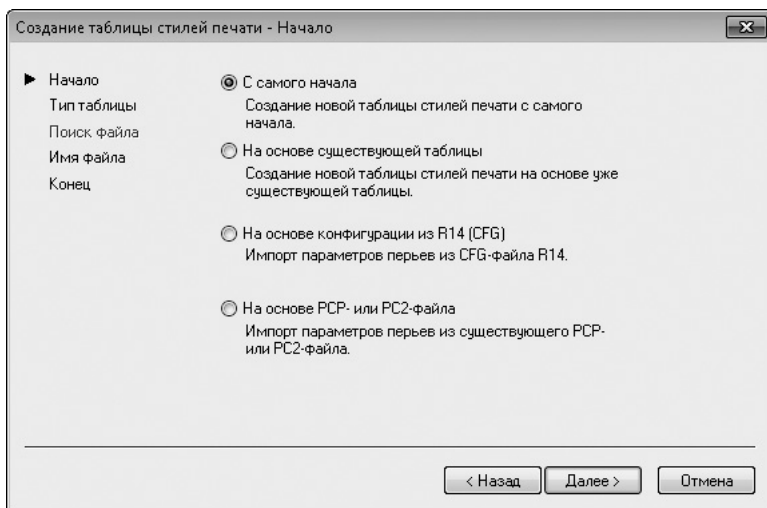 Создание таблицы стилей печати - Начало
Начало
Тип таблицы
Поиск файла
Имя файла
Конец
С самого начала
Создание новой таблицы стилей печати с самого
начала.
На основе существующей таблицы
Создание новой таблицы стилей печати на основе уже
существующей таблицы.
На основе конфигурации из R14 (CFG)
Импорт параметров перьев из CFG-файла R14.
На основе PCP- или PC2-файла
Импорт параметров перьев из существующего PCP-
или PC2-файла.
< Назад
Далее >
Отмена